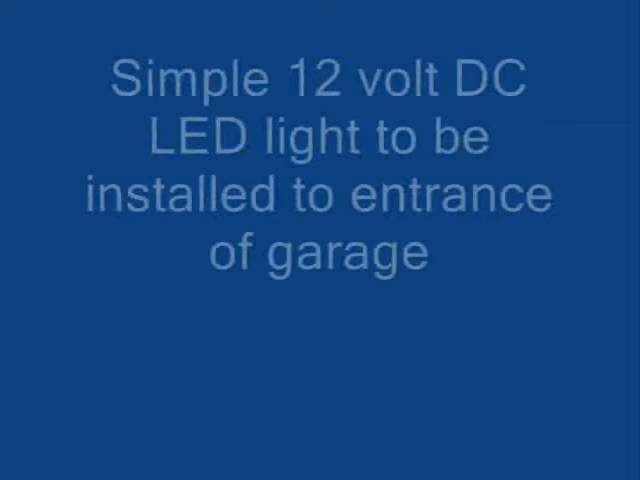 Simple 12 volt DC
LED light to be
installed to entrance
of garage